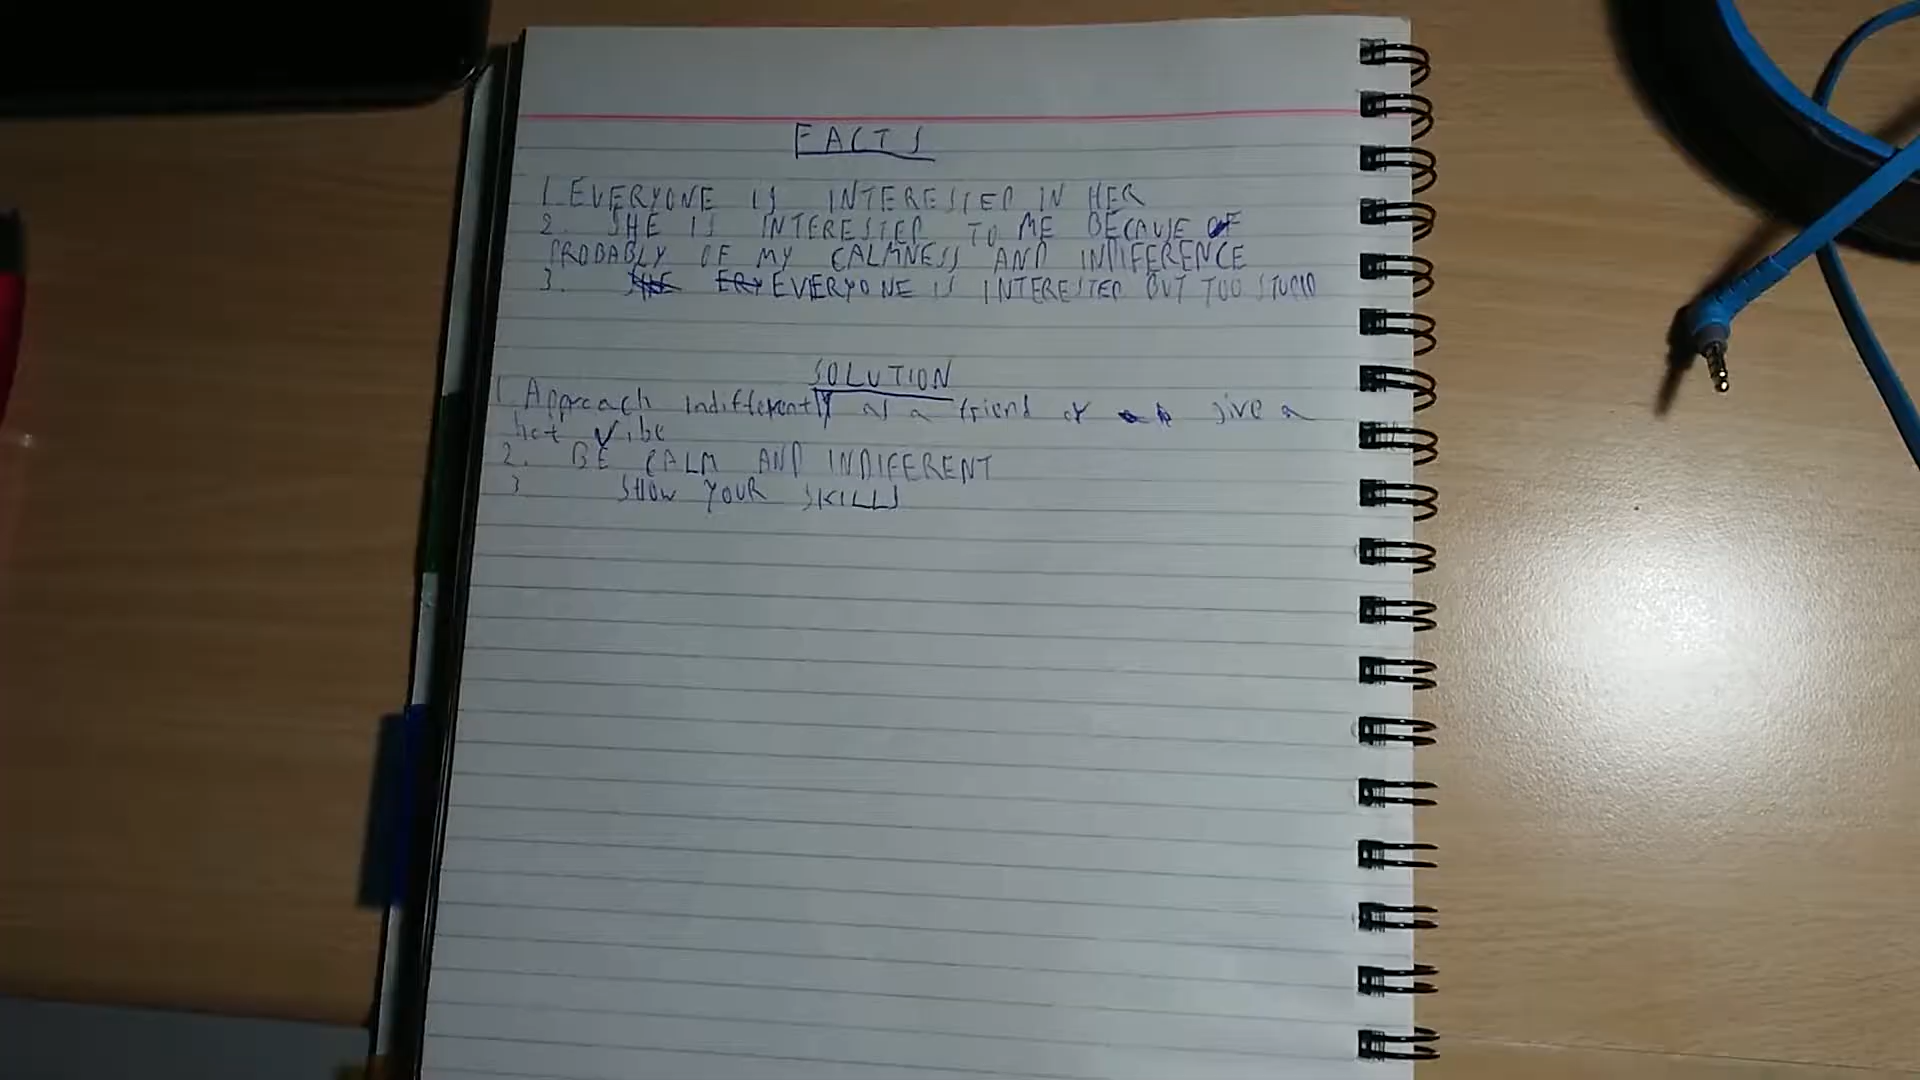 FACTS
1. EVERYONE IS INTERESTED IN HER
2. SHE IS INTERESTED TO ME BECAUSE OF
PROBABLY OF MY CALMNESS AND INDIFERENCE
3. EVERYONE IS INTERESTED BUT TOO STUPID
SOLUTION
1. Approach indifferently as a friend or give a
hot vibe
2. BE CALM AND INDIFERENT
3 SHOW YOUR SKILLS